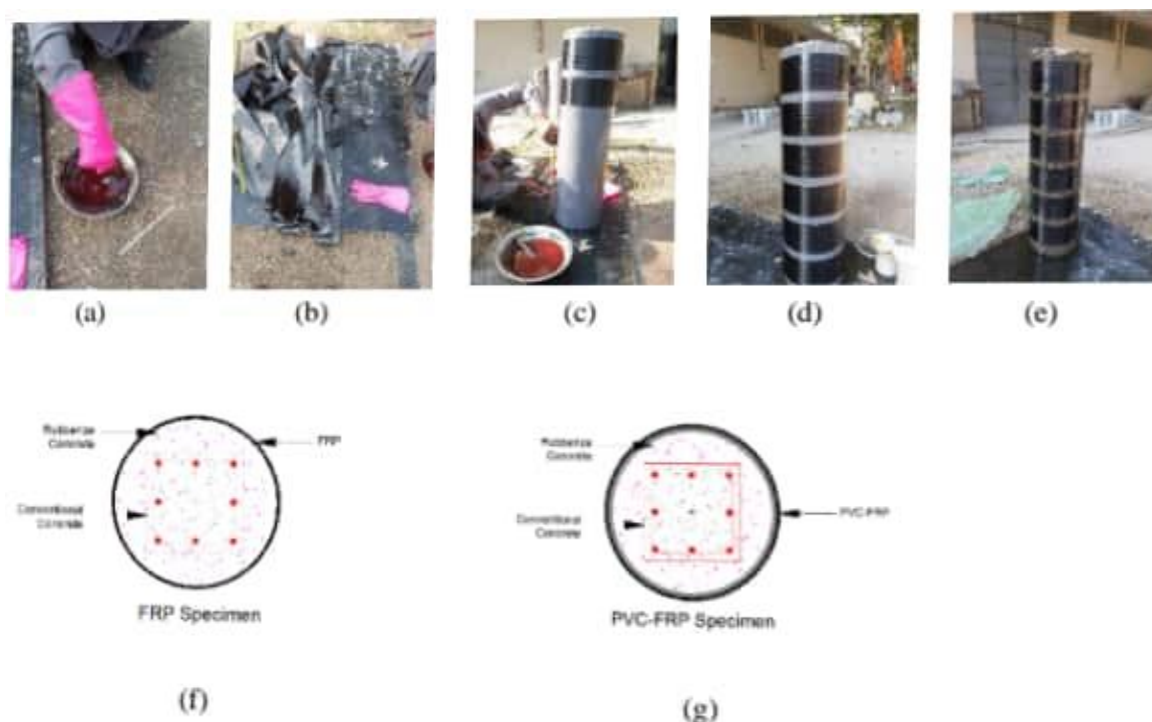 (a)
(b)
(c)
(d)
(e)
Rubberize
Concrete
FRP
Conventional
Concrete
FRP Specimen
Rubberize
Concrete
Conventional
Concrete
PVC-FRP
PVC-FRP Specimen
(f)
(g)